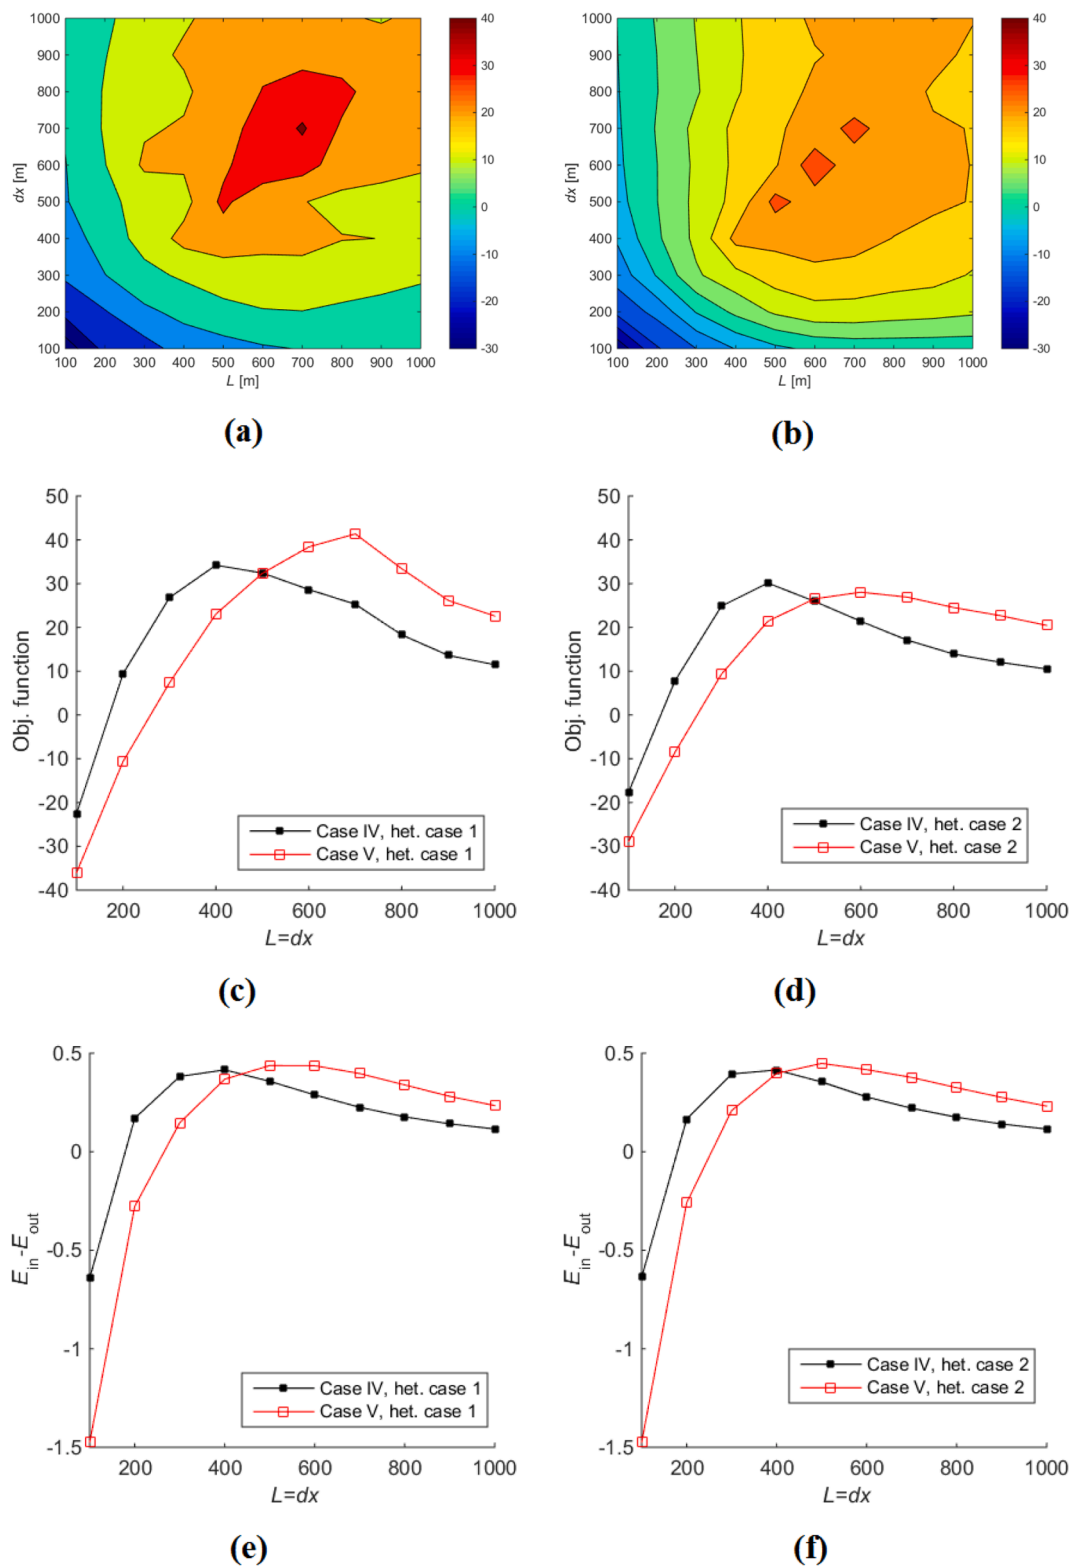 1000
900
800
700
600
500
400
300
200
100
dx [m]
100 200 300 400 500 600 700 800 900 1000
L [m]
40
30
20
10
0
-10
-20
-30
(a)
1000
900
800
700
600
500
400
300
200
100
dx [m]
100 200 300 400 500 600 700 800 900 1000
L [m]
40
30
20
10
0
-10
-20
-30
(b)
50
40
30
20
10
0
-10
-20
-30
-40
Obj. function
Case IV, het. case 1
Case V, het. case 1
200 400 600 800 1000
L=dx
(c)
50
40
30
20
10
0
-10
-20
-30
-40
Obj. function
Case IV, het. case 2
Case V, het. case 2
200 400 600 800 1000
L=dx
(d)
0.5
0
-0.5
-1
-1.5
Ein-Eout
Case IV, het. case 1
Case V, het. case 1
200 400 600 800 1000
L=dx
(e)
0.5
0
-0.5
-1
-1.5
Ein-Eout
Case IV, het. case 2
Case V, het. case 2
200 400 600 800 1000
L=dx
(f)